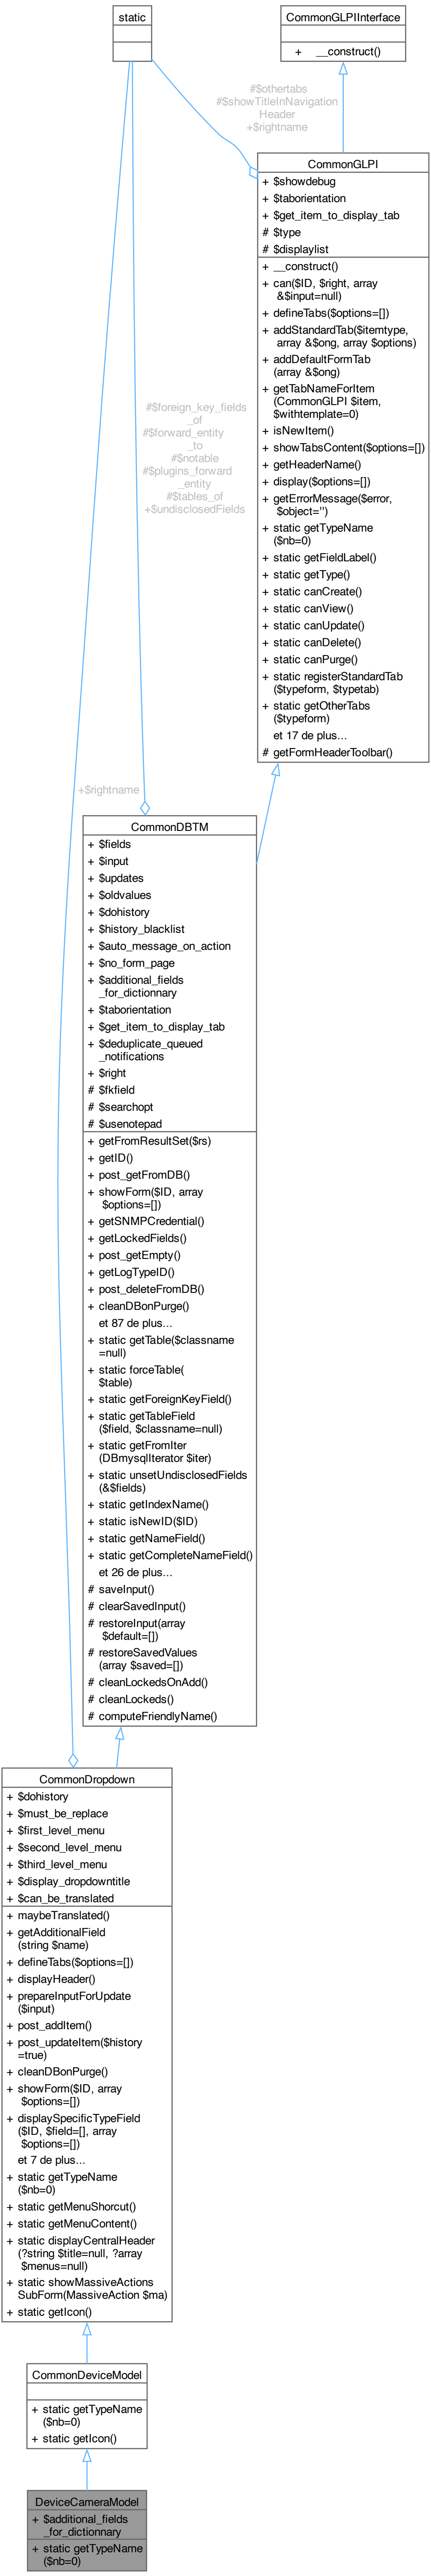 static
CommonGLPIInterface
+ __construct()
#$othertabs
#$showTitleInNavigation
Header
+$rightname
CommonGLPI
+ $showdebug
+ $taborientation
+ $get_item_to_display_tab
# $type
# $displaylist
+ __construct()
+ can($ID, $right, array
&$input=null)
+ defineTabs($options=[])
+ addStandardTab($itemtype,
array &$ong, array $options)
+ addDefaultFormTab
(array &$ong)
+ getTabNameForItem
(CommonGLPI $item,
$withtemplate=0)
+ isNewItem()
+ showTabsContent($options=[])
+ getHeaderName()
+ display($options=[])
+ getErrorMessage($error,
$object='')
+ static getTypeName
($nb=0)
+ static getFieldLabel()
+ static getType()
+ static canCreate()
+ static canView()
+ static canUpdate()
+ static canDelete()
+ static canPurge()
+ static registerStandardTab
($typeform, $typetab)
+ static getOtherTabs
($typeform)
et 17 de plus...
# getFormHeaderToolbar()
#$foreign_key_fields
_of
#$forward_entity
_to
#$notable
#$plugins_forward
_entity
#$tables_of
+$undisclosedFields
+$rightname
CommonDBTM
+ $fields
+ $input
+ $updates
+ $oldvalues
+ $dohistory
+ $history_blacklist
+ $auto_message_on_action
+ $no_form_page
+ $additional_fields
_for_dictionnary
+ $taborientation
+ $get_item_to_display_tab
+ $deduplicate_queued
_notifications
+ $right
# $fkfield
# $searchopt
# $usenotepad
+ getFromResultSet($rs)
+ getID()
+ post_getFromDB()
+ showForm($ID, array
$options=[])
+ getSNMPCredential()
+ getLockedFields()
+ post_getEmpty()
+ getLogTypeID()
+ post_deleteFromDB()
+ cleanDBonPurge()
et 87 de plus...
+ static getTable($classname
=null)
+ static forceTable(
$table)
+ static getForeignKeyField()
+ static getTableField
($field, $classname=null)
+ static getFromIter
(DBmysqlIterator $iter)
+ static unsetUndisclosedFields
(&$fields)
+ static getIndexName()
+ static isNewID($ID)
+ static getNameField()
+ static getCompleteNameField()
et 26 de plus...
# saveInput()
# clearSavedInput()
# restoreInput(array
$default=[])
# restoreSavedValues
(array $saved=[])
# cleanLockedsOnAdd()
# cleanLockeds()
# computeFriendlyName()
CommonDropdown
+ $dohistory
+ $must_be_replace
+ $first_level_menu
+ $second_level_menu
+ $third_level_menu
+ $display_dropdowntitle
+ $can_be_translated
+ maybeTranslated()
+ getAdditionalField
(string $name)
+ defineTabs($options=[])
+ displayHeader()
+ prepareInputForUpdate
($input)
+ post_addItem()
+ post_updateItem($history
=true)
+ cleanDBonPurge()
+ showForm($ID, array
$options=[])
+ displaySpecificTypeField
($ID, $field=[], array
$options=[])
et 7 de plus...
+ static getTypeName
($nb=0)
+ static getMenuShorcut()
+ static getMenuContent()
+ static displayCentralHeader
(?string $title=null, ?array
$menus=null)
+ static showMassiveActions
SubForm(MassiveAction $ma)
+ static getIcon()
CommonDeviceModel
+ static getTypeName
($nb=0)
+ static getIcon()
DeviceCameraModel
+ $additional_fields
_for_dictionnary
+ static getTypeName
($nb=0)